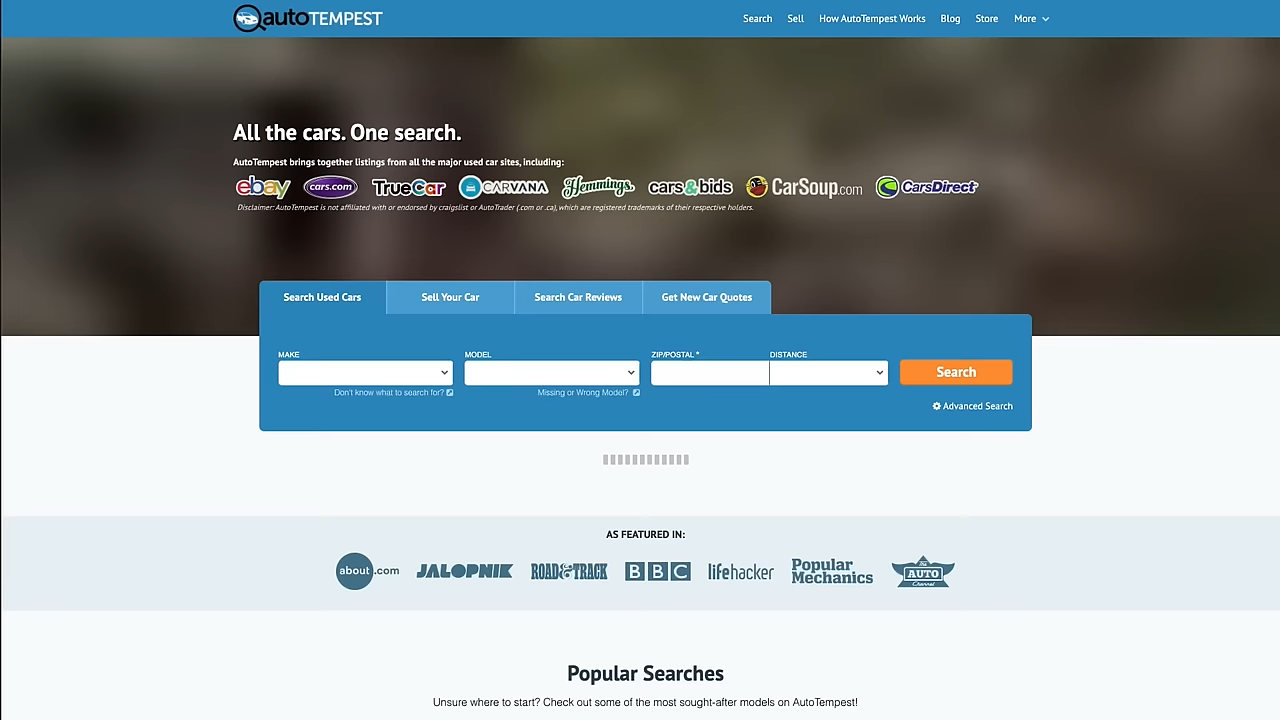 autoTEMPEST
Search Sell How AutoTempest Works Blog Store More
All the cars. One search.
AutoTempest brings together listings from all the major used car sites, including:
ebay cars.com TrueCar CARVANA Hemmings. cars&bids CarSoup.com CarsDirect
Disclaimer: AutoTempest is not affiliated with or endorsed by craigslist or AutoTrader (.com or .ca), which are registered trademarks of their respective holders.
Search Used Cars Sell Your Car Search Car Reviews Get New Car Quotes
MAKE MODEL ZIP/POSTAL * DISTANCE
Search
Don't know what to search for? Missing or Wrong Model?
Advanced Search
AS FEATURED IN:
about.com JALOPNIK ROAD&TRACK BBC lifehacker Popular Mechanics The AUTO Channel
Popular Searches
Unsure where to start? Check out some of the most sought-after models on AutoTempest!